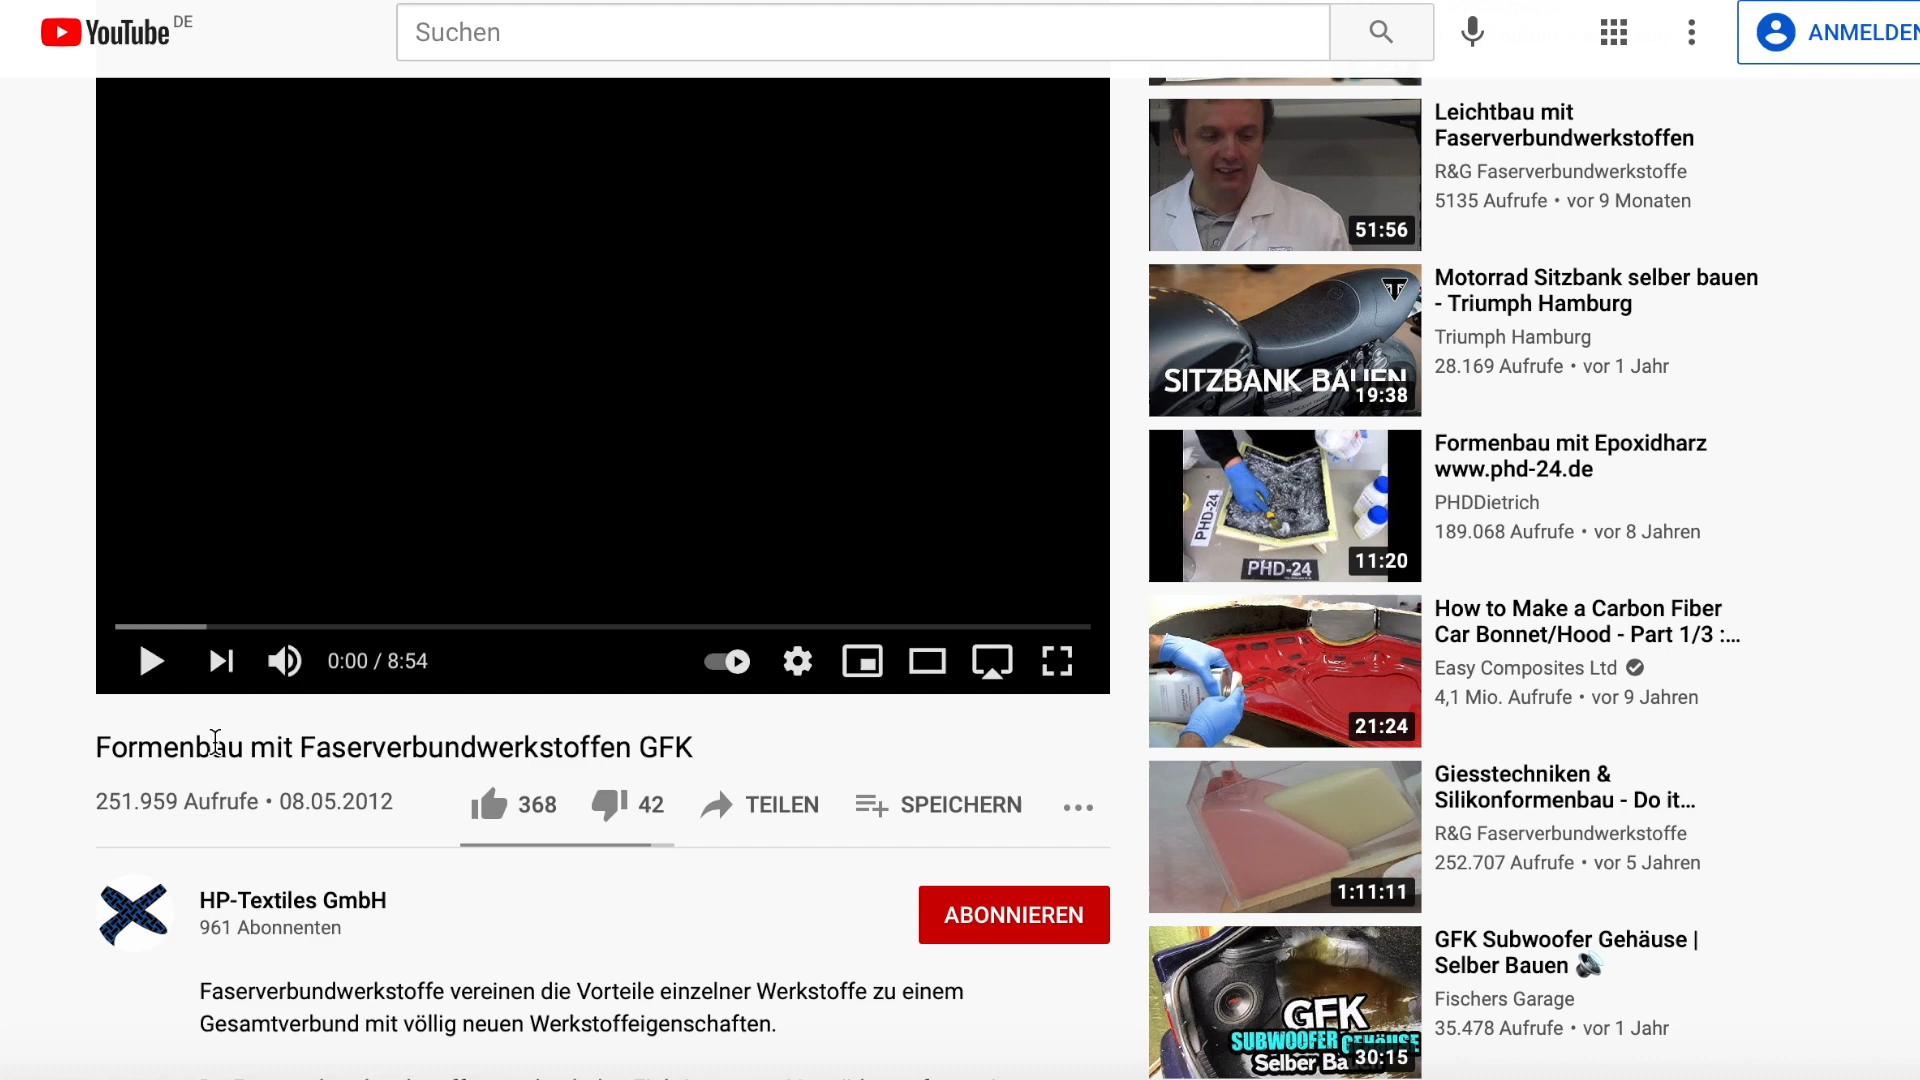 YouTube DE
Suchen
ANMELDEN
0:00 / 8:54
Formenbau mit Faserverbundwerkstoffen GFK
251.959 Aufrufe • 08.05.2012
368
42
TEILEN
SPEICHERN
HP-Textiles GmbH
961 Abonnenten
ABONNIEREN
Faserverbundwerkstoffe vereinen die Vorteile einzelner Werkstoffe zu einem
Gesamtverbund mit völlig neuen Werkstoffeigenschaften.
51:56
Leichtbau mit
Faserverbundwerkstoffen
R&G Faserverbundwerkstoffe
5135 Aufrufe • vor 9 Monaten
SITZBANK BAUEN
19:38
Motorrad Sitzbank selber bauen
- Triumph Hamburg
Triumph Hamburg
28.169 Aufrufe • vor 1 Jahr
PHD-24
PHD-24
11:20
Formenbau mit Epoxidharz
www.phd-24.de
PHDDietrich
189.068 Aufrufe • vor 8 Jahren
21:24
How to Make a Carbon Fiber
Car Bonnet/Hood - Part 1/3 :...
Easy Composites Ltd
4,1 Mio. Aufrufe • vor 9 Jahren
1:11:11
Giesstechniken &
Silikonformenbau - Do it...
R&G Faserverbundwerkstoffe
252.707 Aufrufe • vor 5 Jahren
GFK
SUBWOOFER GEHÄUSE
Selber Ba
30:15
GFK Subwoofer Gehäuse |
Selber Bauen 🔊
Fischers Garage
35.478 Aufrufe • vor 1 Jahr